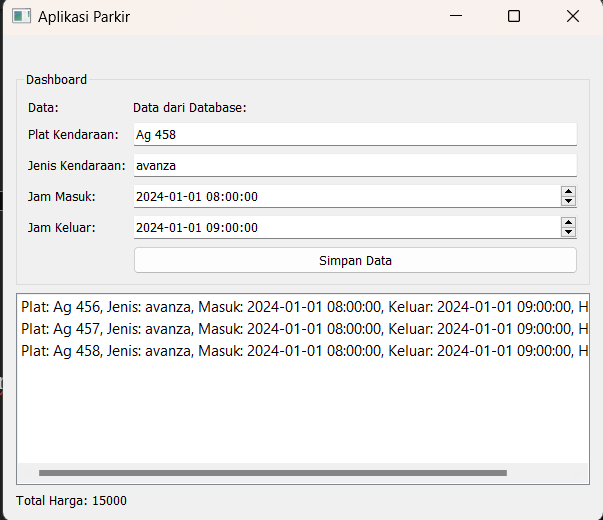 Aplikasi Parkir
Dashboard
Data: Data dari Database:
Plat Kendaraan: Ag 458
Jenis Kendaraan: avanza
Jam Masuk: 2024-01-01 08:00:00
Jam Keluar: 2024-01-01 09:00:00
Simpan Data
Plat: Ag 456, Jenis: avanza, Masuk: 2024-01-01 08:00:00, Keluar: 2024-01-01 09:00:00, H
Plat: Ag 457, Jenis: avanza, Masuk: 2024-01-01 08:00:00, Keluar: 2024-01-01 09:00:00, H
Plat: Ag 458, Jenis: avanza, Masuk: 2024-01-01 08:00:00, Keluar: 2024-01-01 09:00:00, H
Total Harga: 15000